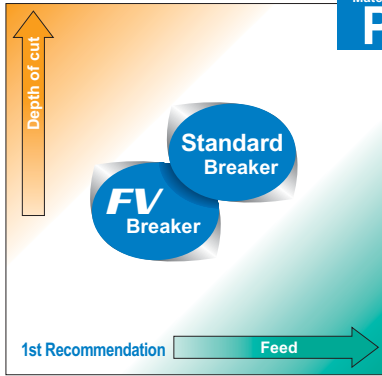 P
Depth of cut
Standard
Breaker
FV
Breaker
1st Recommendation
Feed